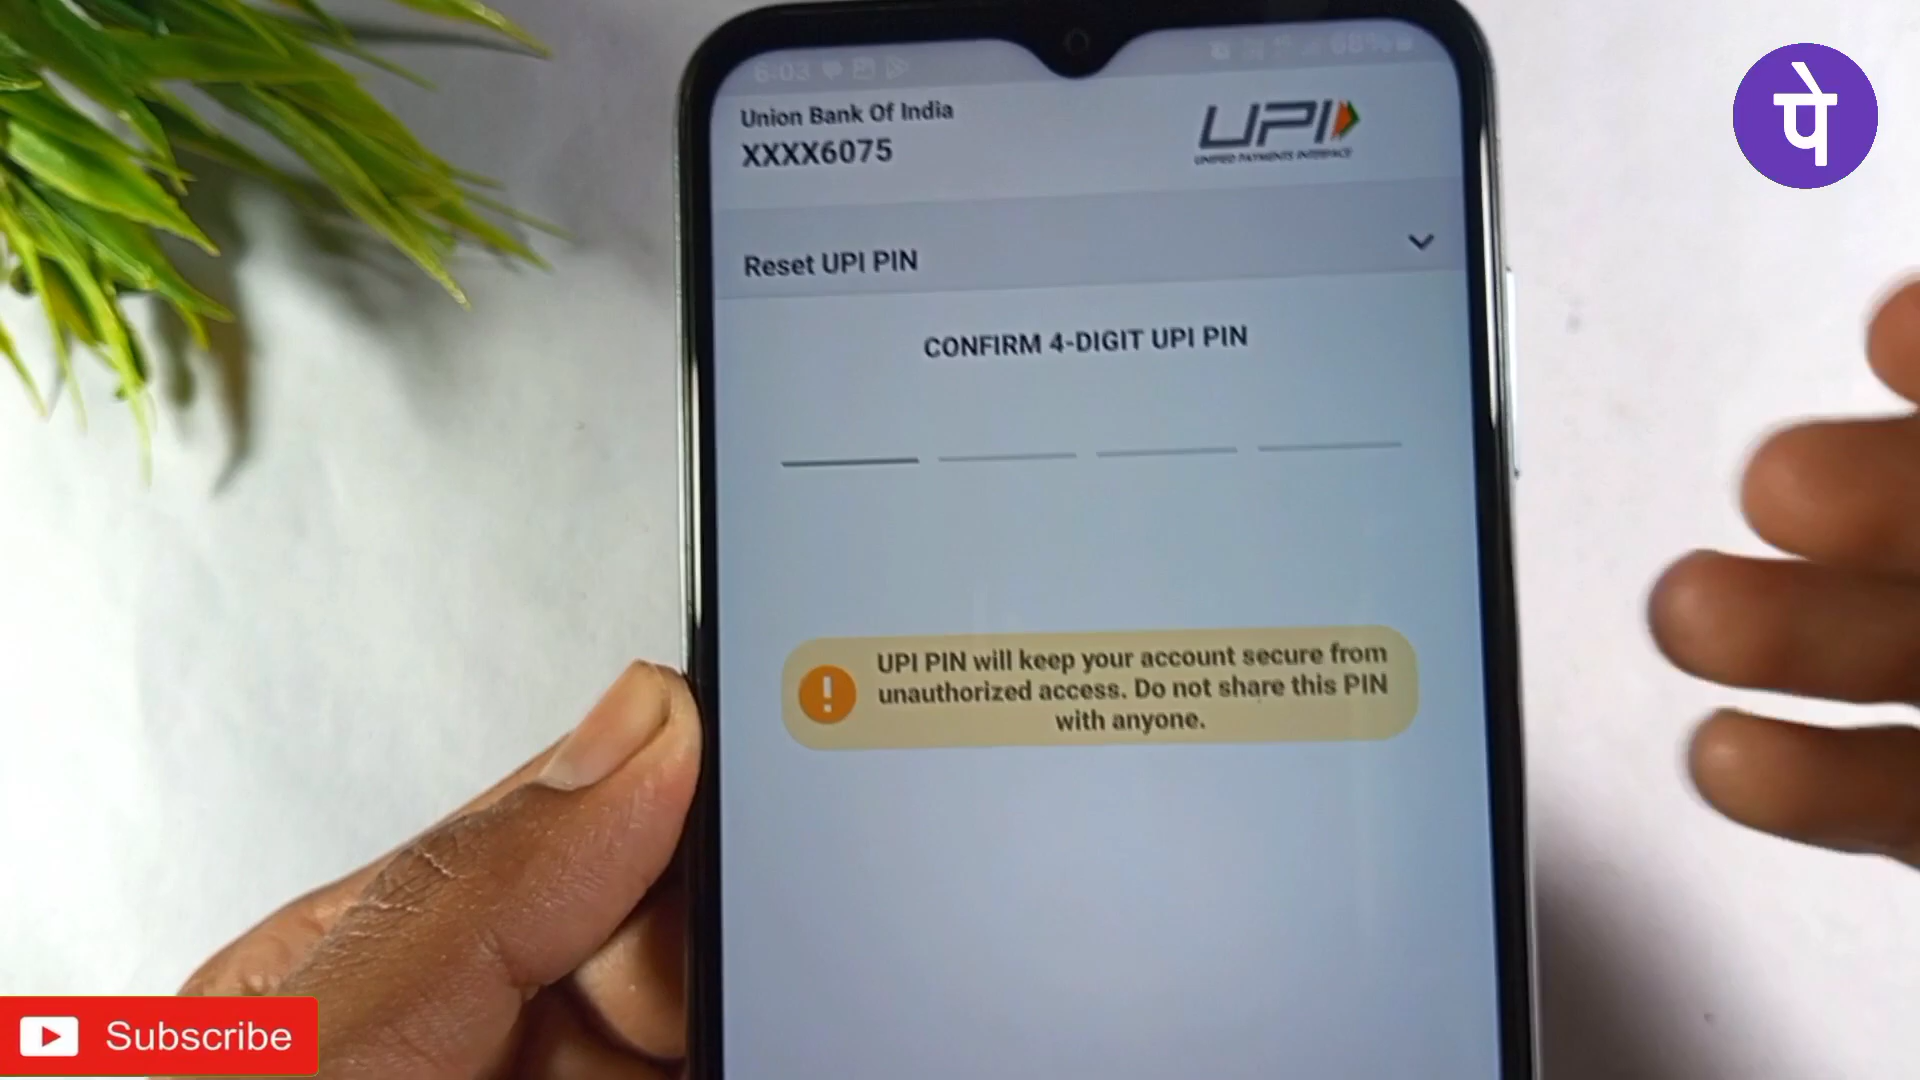 6:03
68%
Union Bank Of India
XXXX6075
UPI
UNIFIED PAYMENTS INTERFACE
पे
Reset UPI PIN
CONFIRM 4-DIGIT UPI PIN
UPI PIN will keep your account secure from
unauthorized access. Do not share this PIN
with anyone.
Subscribe